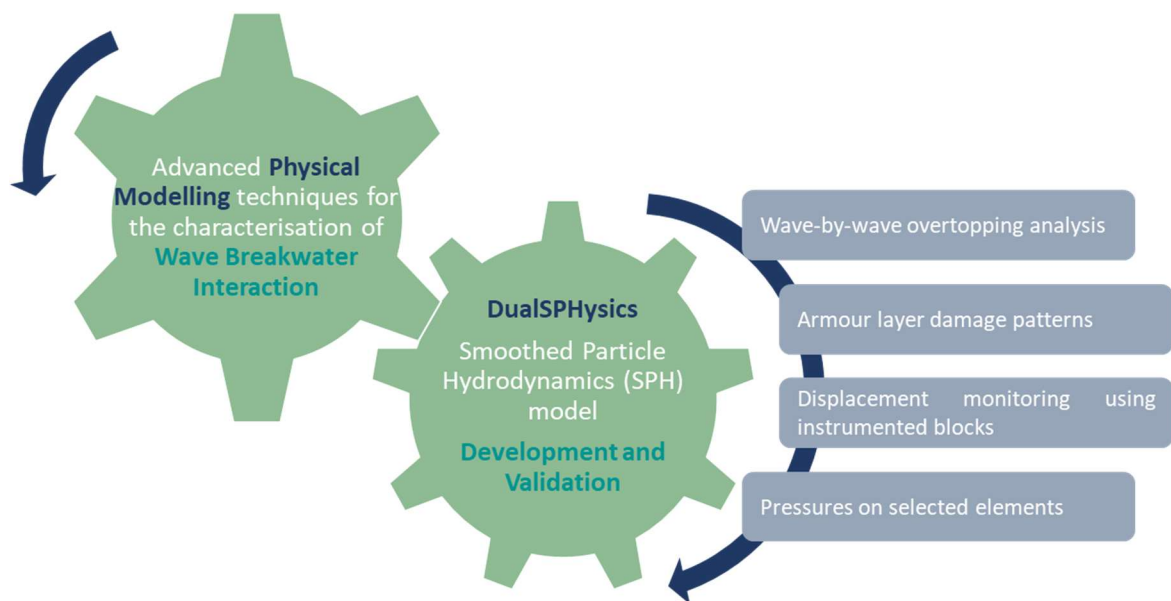 Advanced Physical
Modelling techniques for
the characterisation of
Wave Breakwater
Interaction
DualSPHysics
Smoothed Particle
Hydrodynamics (SPH)
model
Development and
Validation
Wave-by-wave overtopping analysis
Armour layer damage patterns
Displacement monitoring using
instrumented blocks
Pressures on selected elements